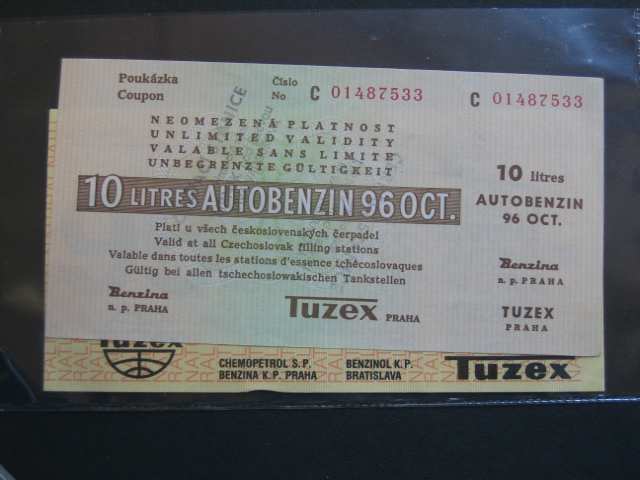 Poukázka
Coupon
Číslo
No C 01487533
C 01487533
NEOMEZENÁ PLATNOST
UNLIMITED VALIDITY
VALABLE SANS LIMITE
UNBEGRENZTE GÜLTIGKEIT
10 LITRES AUTOBENZIN 96 OCT.
Platí u všech československých čerpadel
Valid at all Czechoslovak filling stations
Valable dans toutes les stations d'essence tchécoslovaques
Gültig bei allen tschechoslowakischen Tankstellen
Benzina
n. p. PRAHA
Tuzex PRAHA
10 litres
AUTOBENZIN
96 OCT.
Benzina
n. p. PRAHA
TUZEX
PRAHA
Tuzex
CHEMOPETROL S.P.
BENZINA K.P. PRAHA
BENZINOL K.P.
BRATISLAVA
Tuzex